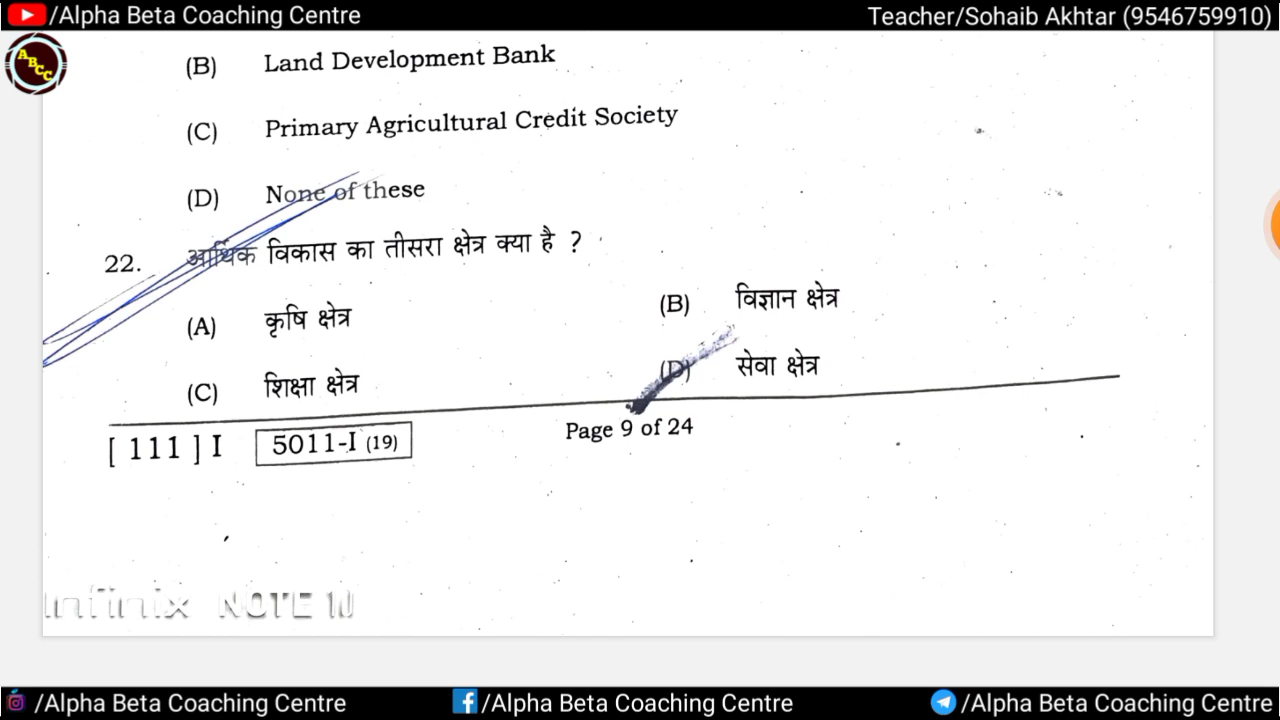 /Alpha Beta Coaching Centre
Teacher/Sohaib Akhtar (9546759910)
ABCC
(B) Land Development Bank
(C) Primary Agricultural Credit Society
(D) None of these
22. आर्थिक विकास का तीसरा क्षेत्र क्या है ?
(A) कृषि क्षेत्र
(B) विज्ञान क्षेत्र
(C) शिक्षा क्षेत्र
(D) सेवा क्षेत्र
[ 111 ] I 5011-I (19) Page 9 of 24
Infinix NOTE 10
/Alpha Beta Coaching Centre
/Alpha Beta Coaching Centre
/Alpha Beta Coaching Centre